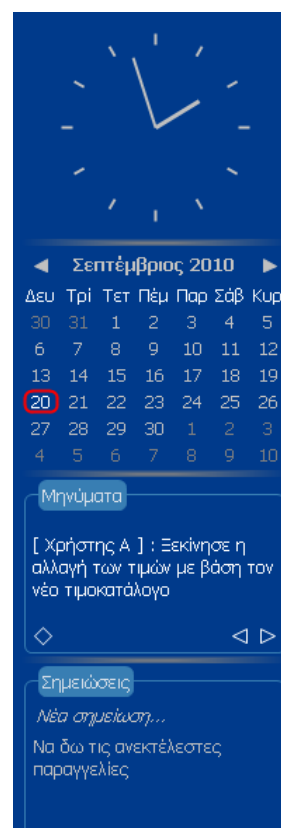 ◀ Σεπτέμβριος 2010 ▶
Δευ Τρί Τετ Πέμ Παρ Σάβ Κυρ
30 31 1 2 3 4 5
6 7 8 9 10 11 12
13 14 15 16 17 18 19
20 21 22 23 24 25 26
27 28 29 30 1 2 3
4 5 6 7 8 9 10
Μηνύματα
[ Χρήστης Α ] : Ξεκίνησε η
αλλαγή των τιμών με βάση τον
νέο τιμοκατάλογο
Σημειώσεις
Νέα σημείωση...
Να δω τις ανεκτέλεστες
παραγγελίες